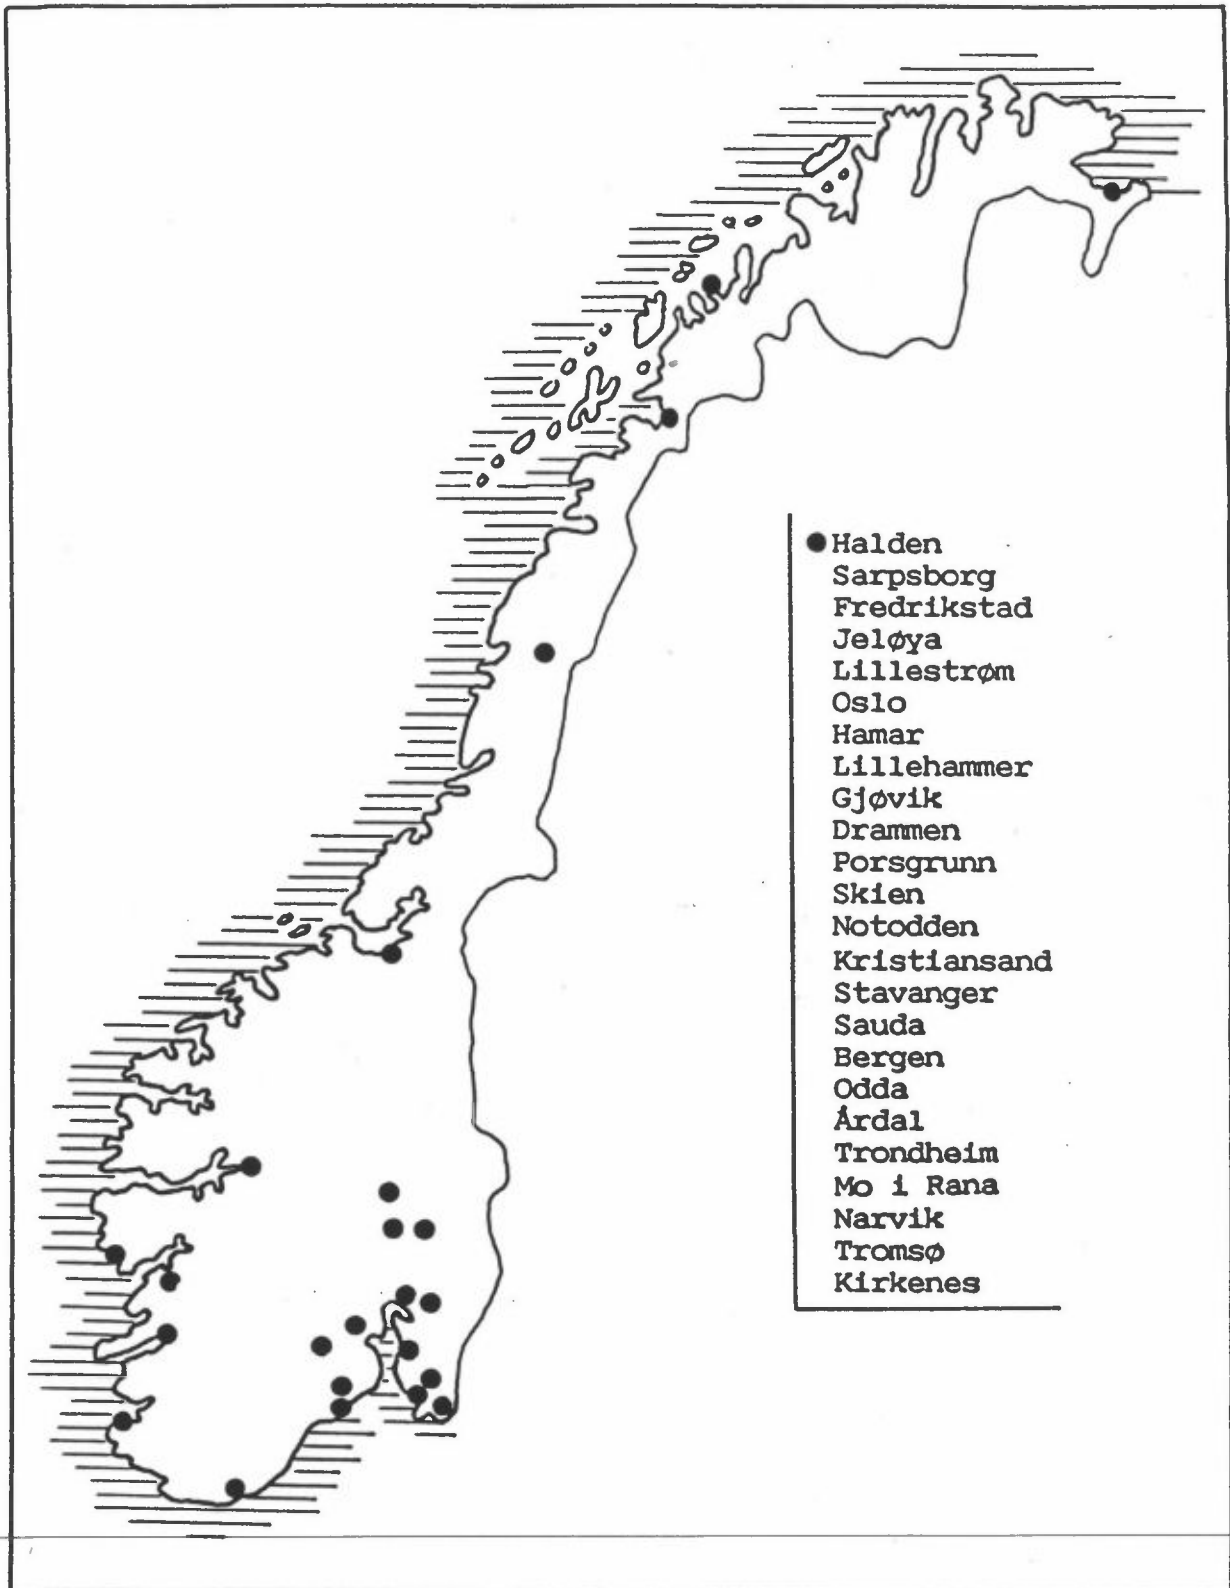 Halden
Sarpsborg
Fredrikstad
Jeløya
Lillestrøm
Oslo
Hamar
Lillehammer
Gjøvik
Drammen
Porsgrunn
Skien
Notodden
Kristiansand
Stavanger
Sauda
Bergen
Odda
Årdal
Trondheim
Mo i Rana
Narvik
Tromsø
Kirkenes